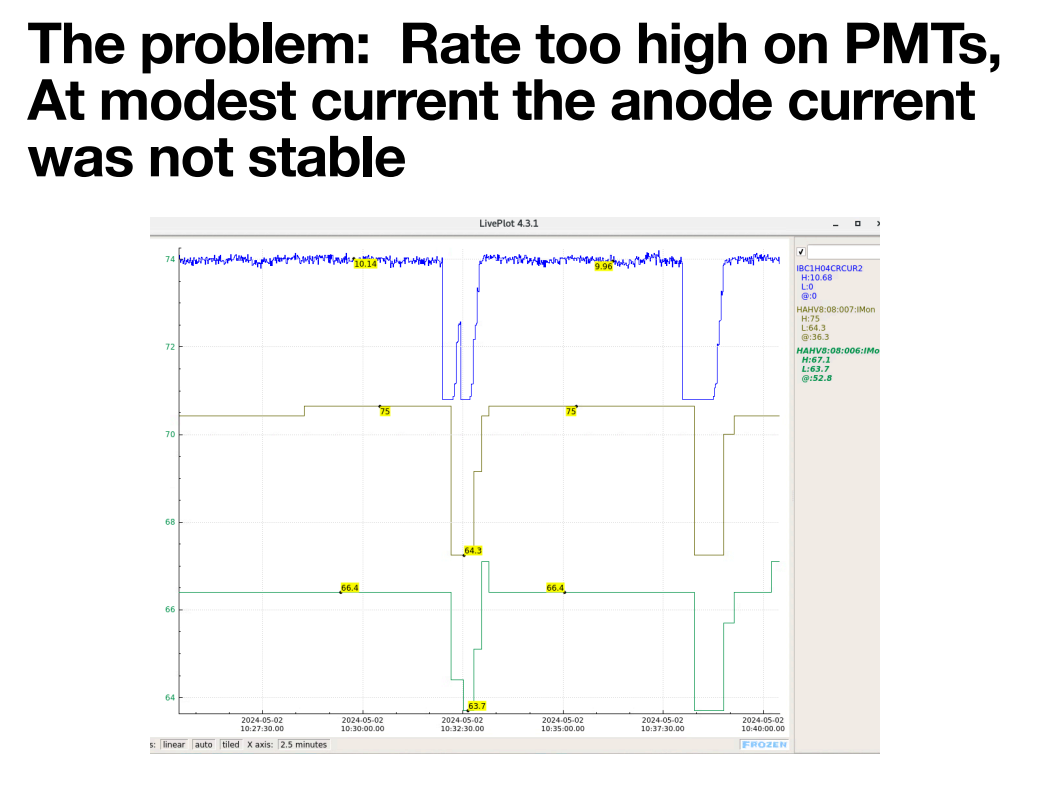 The problem:  Rate too high on PMTs,
At modest current the anode current
was not stable
LivePlot 4.3.1
74
72
70
68
66
64
10.14
9.96
75
75
64.3
66.4
66.4
63.7
2024-05-02 2024-05-02 2024-05-02 2024-05-02 2024-05-02 2024-05-02
10:27:30.00 10:30:00.00 10:32:30.00 10:35:00.00 10:37:30.00 10:40:00.00
IBC1H04CRCUR2
H:10.68
L:0
@:0
HAHV8:08:007:IMon
H:75
L:64.3
@:36.3
HAHV8:08:006:IMo
H:67.1
L:63.7
@:52.8
s: linear auto tiled X axis: 2.5 minutes
FROZEN